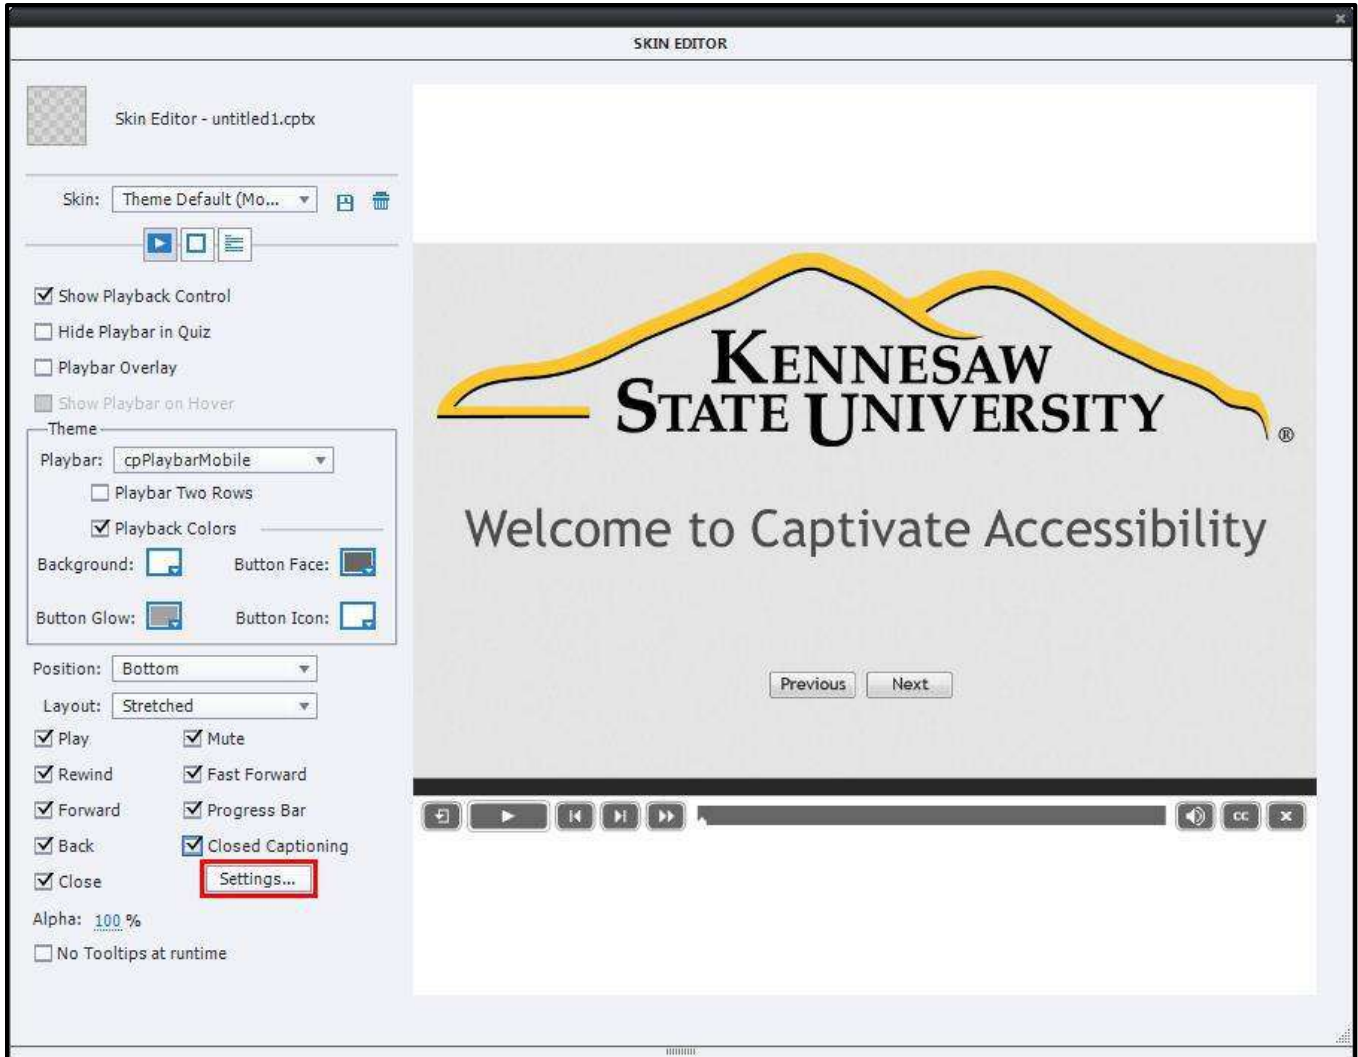 SKIN EDITOR
Skin Editor - untitled1.cptx
Skin: Theme Default (Mo...
Show Playback Control
Hide Playbar in Quiz
Playbar Overlay
Show Playbar on Hover
Theme
Playbar: cpPlaybarMobile
Playbar Two Rows
Playback Colors
Background: Button Face:
Button Glow: Button Icon:
Position: Bottom
Layout: Stretched
Play Mute
Rewind Fast Forward
Forward Progress Bar
Back Closed Captioning
Close Settings...
Alpha: 100 %
No Tooltips at runtime
KENNESAW
STATE UNIVERSITY ®
Welcome to Captivate Accessibility
Previous Next
CC